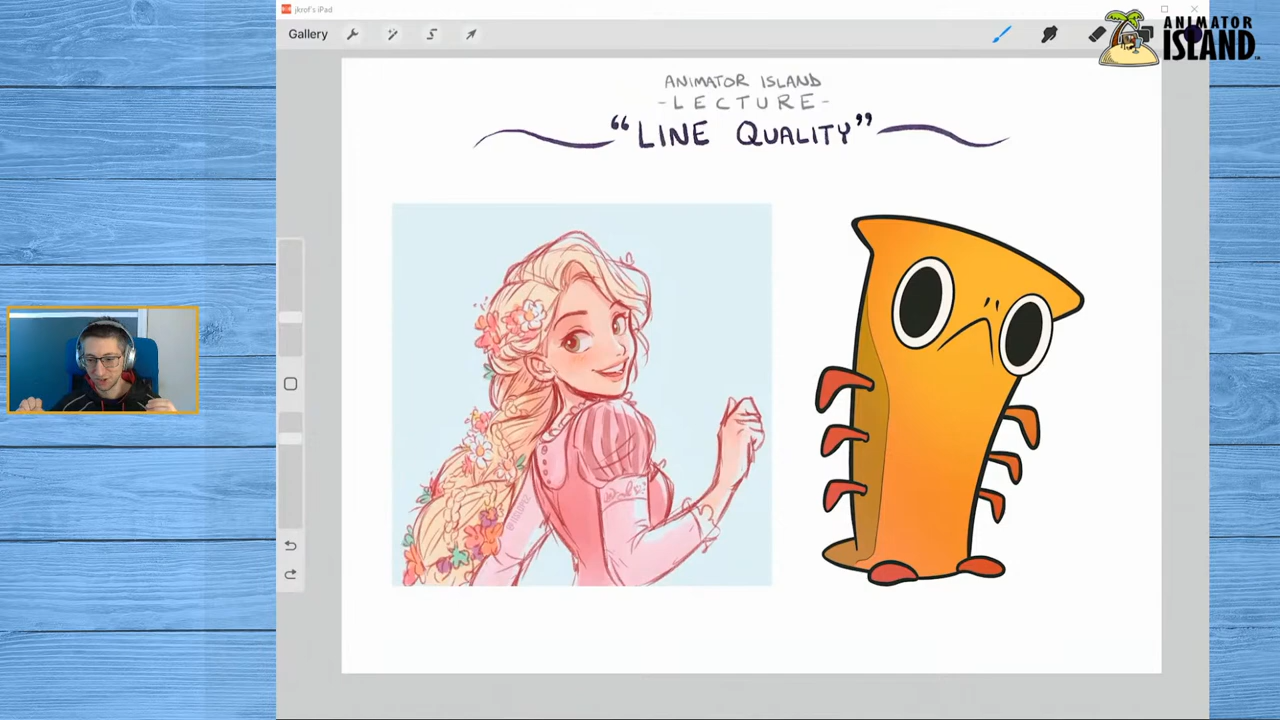 jkrof's iPad
Gallery
ANIMATOR
ISLAND
ANIMATOR ISLAND
-LECTURE-
"LINE QUALITY"